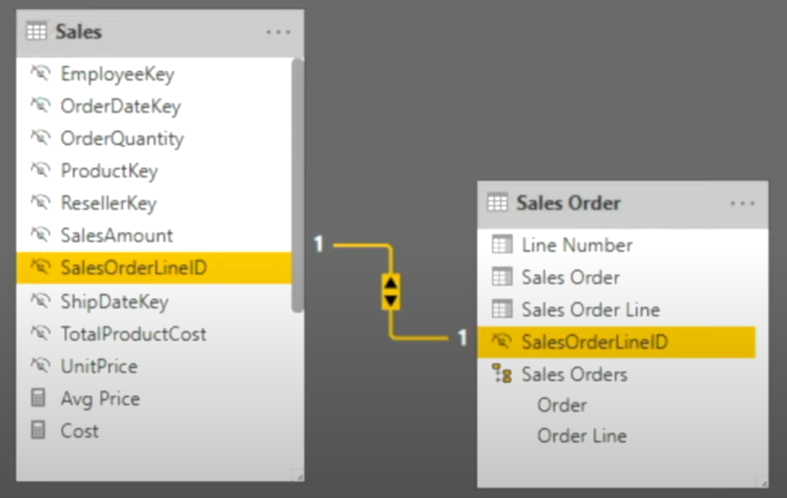 Sales
EmployeeKey
OrderDateKey
OrderQuantity
ProductKey
ResellerKey
SalesAmount
SalesOrderLineID
ShipDateKey
TotalProductCost
UnitPrice
Avg Price
Cost
1
1
Sales Order
Line Number
Sales Order
Sales Order Line
SalesOrderLineID
Sales Orders
Order
Order Line